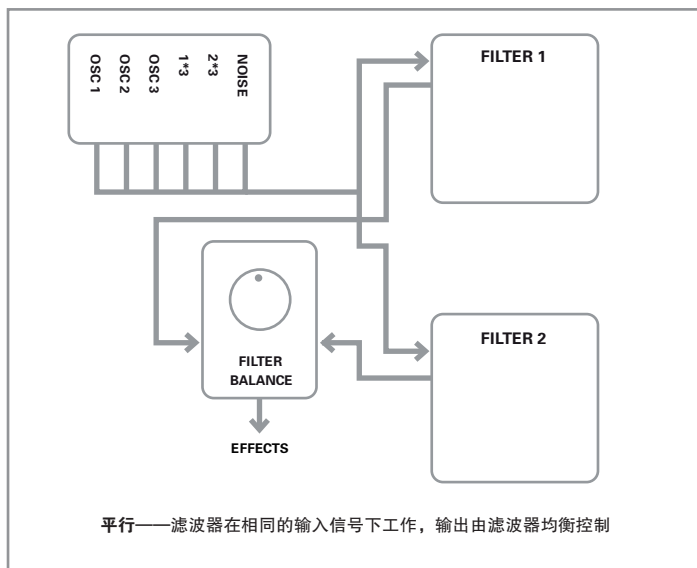 OSC 1
OSC 2
OSC 3
1*3
2*3
NOISE
FILTER 1
FILTER
BALANCE
EFFECTS
FILTER 2
平行——滤波器在相同的输入信号下工作，输出由滤波器均衡控制